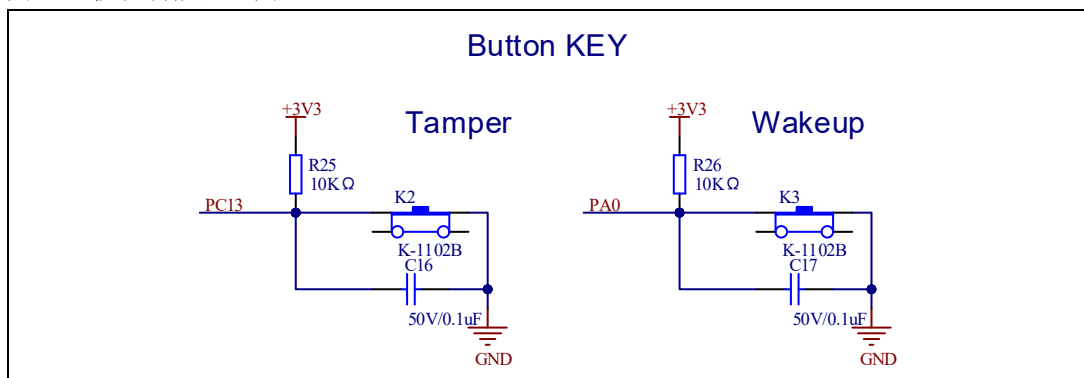 Button KEY
+3V3
Tamper
R25
10KΩ
K2
PC13
K-1102B
C16
50V/0.1uF
GND
+3V3
Wakeup
R26
10KΩ
K3
PA0
K-1102B
C17
50V/0.1uF
GND